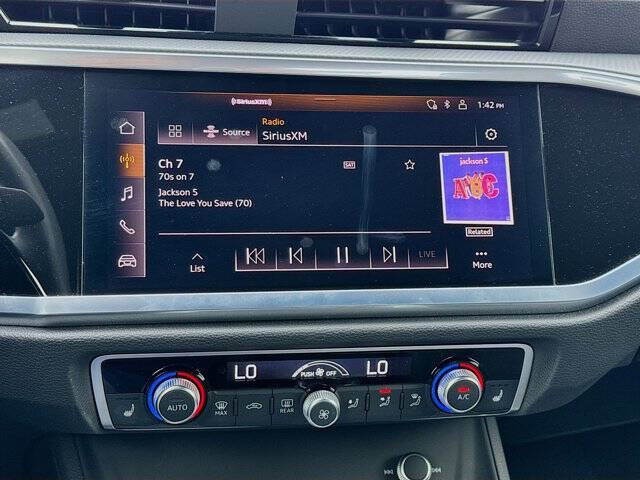 ((SiriusXM))
1:42 PM
Radio
Source
SiriusXM
Ch 7
SAT
70s on 7
Jackson 5
The Love You Save (70)
jackson 5
ABC
Related
List
LIVE
More
LO
PUSH OFF
LO
AUTO
MAX
REAR
A/C